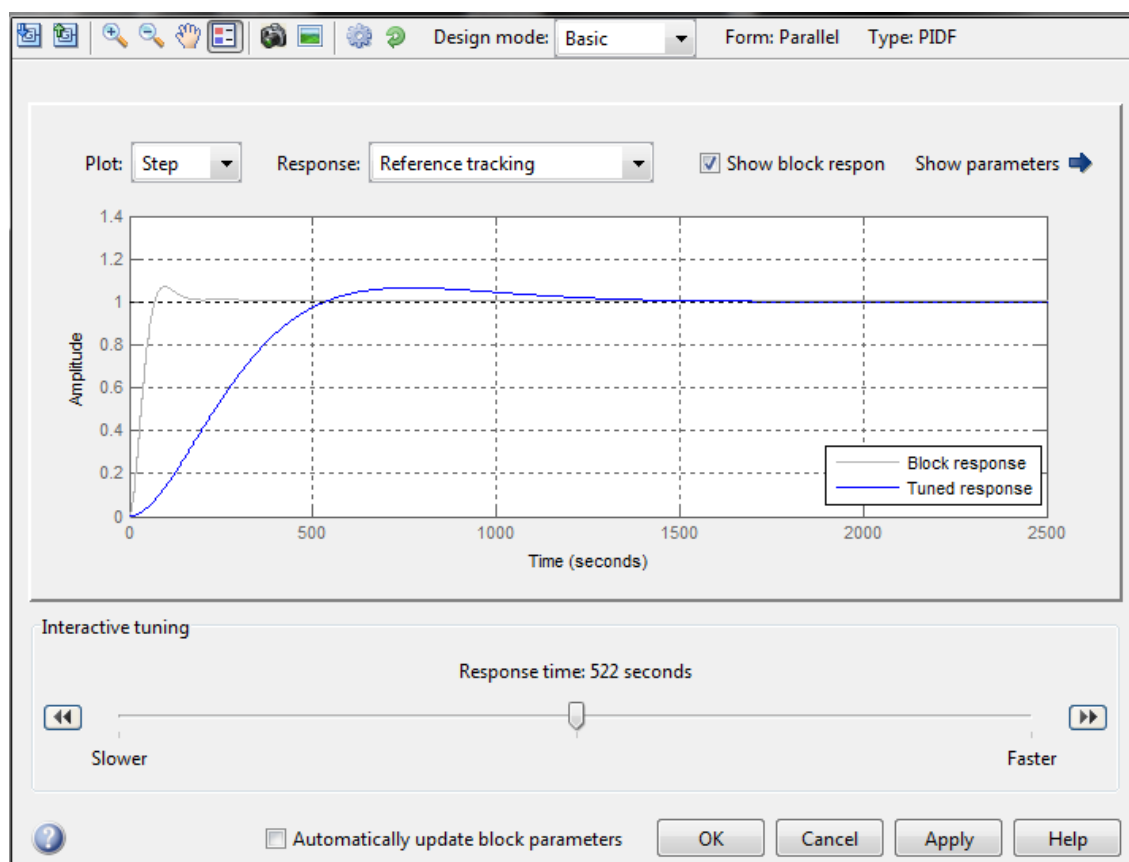 Design mode: Basic Form: Parallel Type: PIDF
Plot: Step Response: Reference tracking Show block respon Show parameters
1.4
1.2
1
0.8
0.6
0.4
0.2
0
Amplitude
Block response
Tuned response
0 500 1000 1500 2000 2500
Time (seconds)
Interactive tuning
Response time: 522 seconds
Slower Faster
? Automatically update block parameters OK Cancel Apply Help